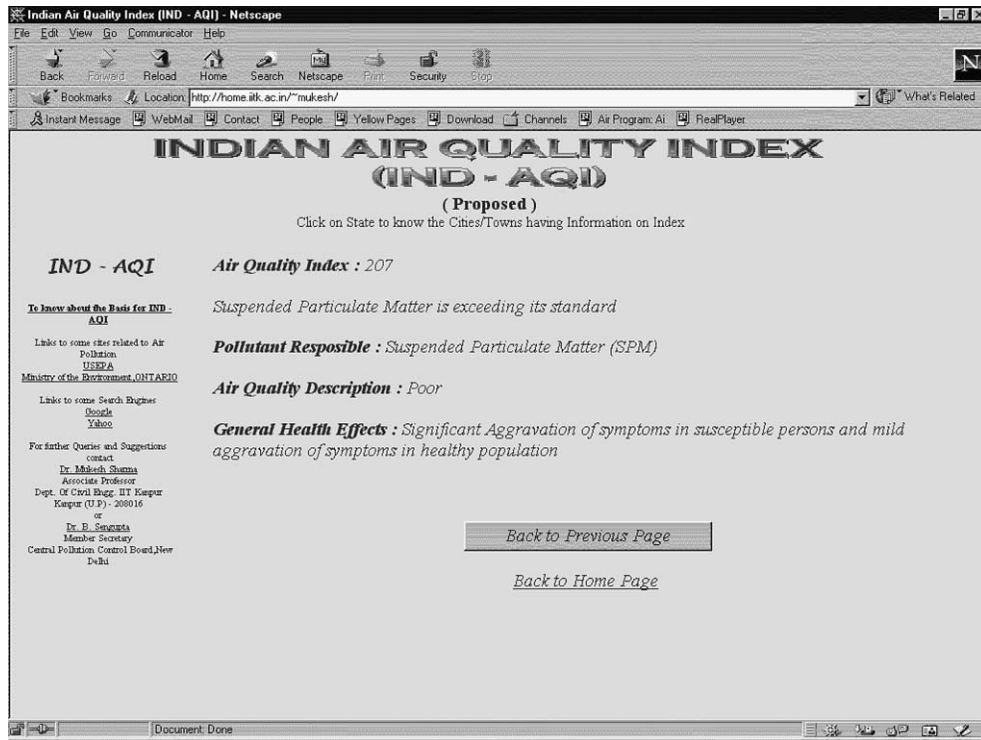 Indian Air Quality Index (IND - AQI) - Netscape
File Edit View Go Communicator Help
Back Forward Reload Home Search Netscape Print Security Stop
Bookmarks Location: http://home.iitk.ac.in/~mukesh/ What's Related
Instant Message WebMail Contact People Yellow Pages Download Channels Air Program: Ai RealPlayer
INDIAN AIR QUALITY INDEX
(IND - AQI)
( Proposed )
Click on State to know the Cities/Towns having Information on Index
IND - AQI
To know about the Basis for IND -
AQI
Links to some sites related to Air
Pollution
USEPA
Ministry of the Environment,ONTARIO
Links to some Search Engines
Google
Yahoo
For further Queries and Suggestions
contact
Dr. Mukesh Sharma
Associate Professor
Dept. Of Civil Engg. IIT Kanpur
Kanpur (U.P) - 208016
or
Dr. B. Sengupta
Member Secretary
Central Pollution Control Board,New
Delhi
Air Quality Index : 207
Suspended Particulate Matter is exceeding its standard
Pollutant Resposible : Suspended Particulate Matter (SPM)
Air Quality Description : Poor
General Health Effects : Significant Aggravation of symptoms in susceptible persons and mild
aggravation of symptoms in healthy population
Back to Previous Page
Back to Home Page
Document: Done